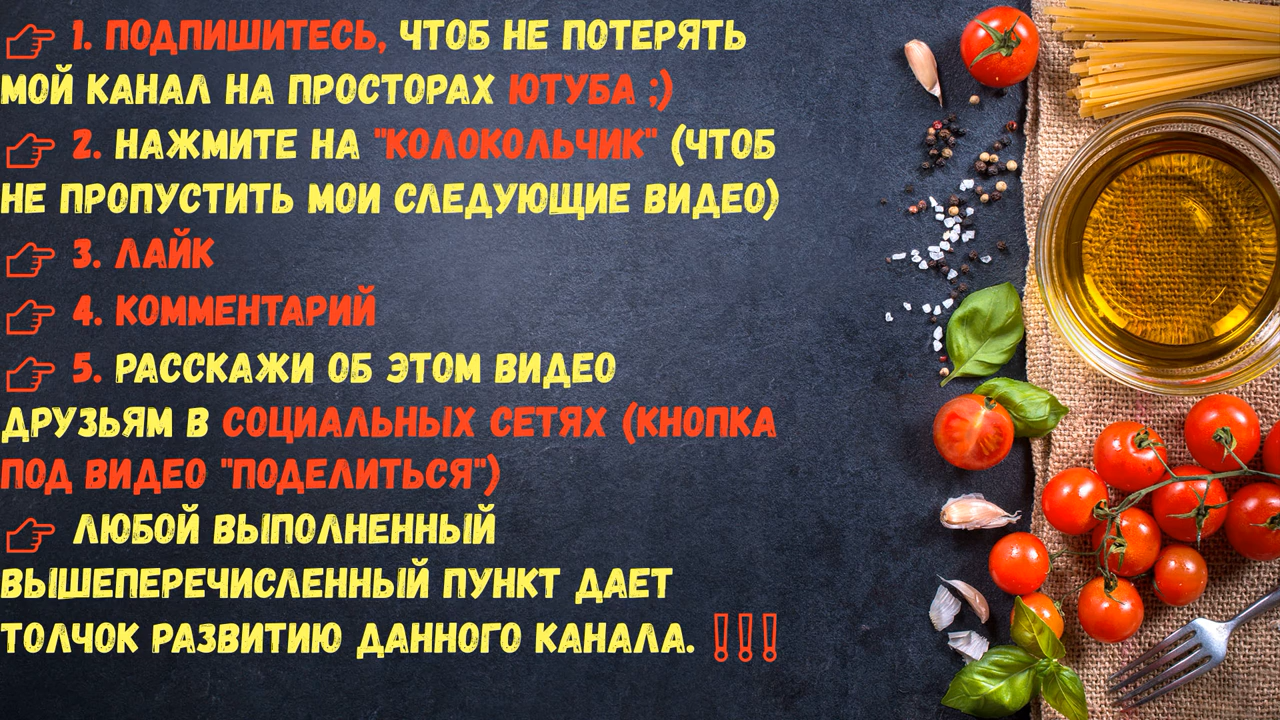 👉 1. ПОДПИШИТЕСЬ, ЧТОБ НЕ ПОТЕРЯТЬ
МОЙ КАНАЛ НА ПРОСТОРАХ ЮТУБА ;)
👉 2. НАЖМИТЕ НА "КОЛОКОЛЬЧИК" (ЧТОБ
НЕ ПРОПУСТИТЬ МОИ СЛЕДУЮЩИЕ ВИДЕО)
👉 3. ЛАЙК
👉 4. КОММЕНТАРИЙ
👉 5. РАССКАЖИ ОБ ЭТОМ ВИДЕО
ДРУЗЬЯМ В СОЦИАЛЬНЫХ СЕТЯХ (КНОПКА
ПОД ВИДЕО "ПОДЕЛИТЬСЯ")
👉 ЛЮБОЙ ВЫПОЛНЕННЫЙ
ВЫШЕПЕРЕЧИСЛЕННЫЙ ПУНКТ ДАЕТ
ТОЛЧОК РАЗВИТИЮ ДАННОГО КАНАЛА. !!!